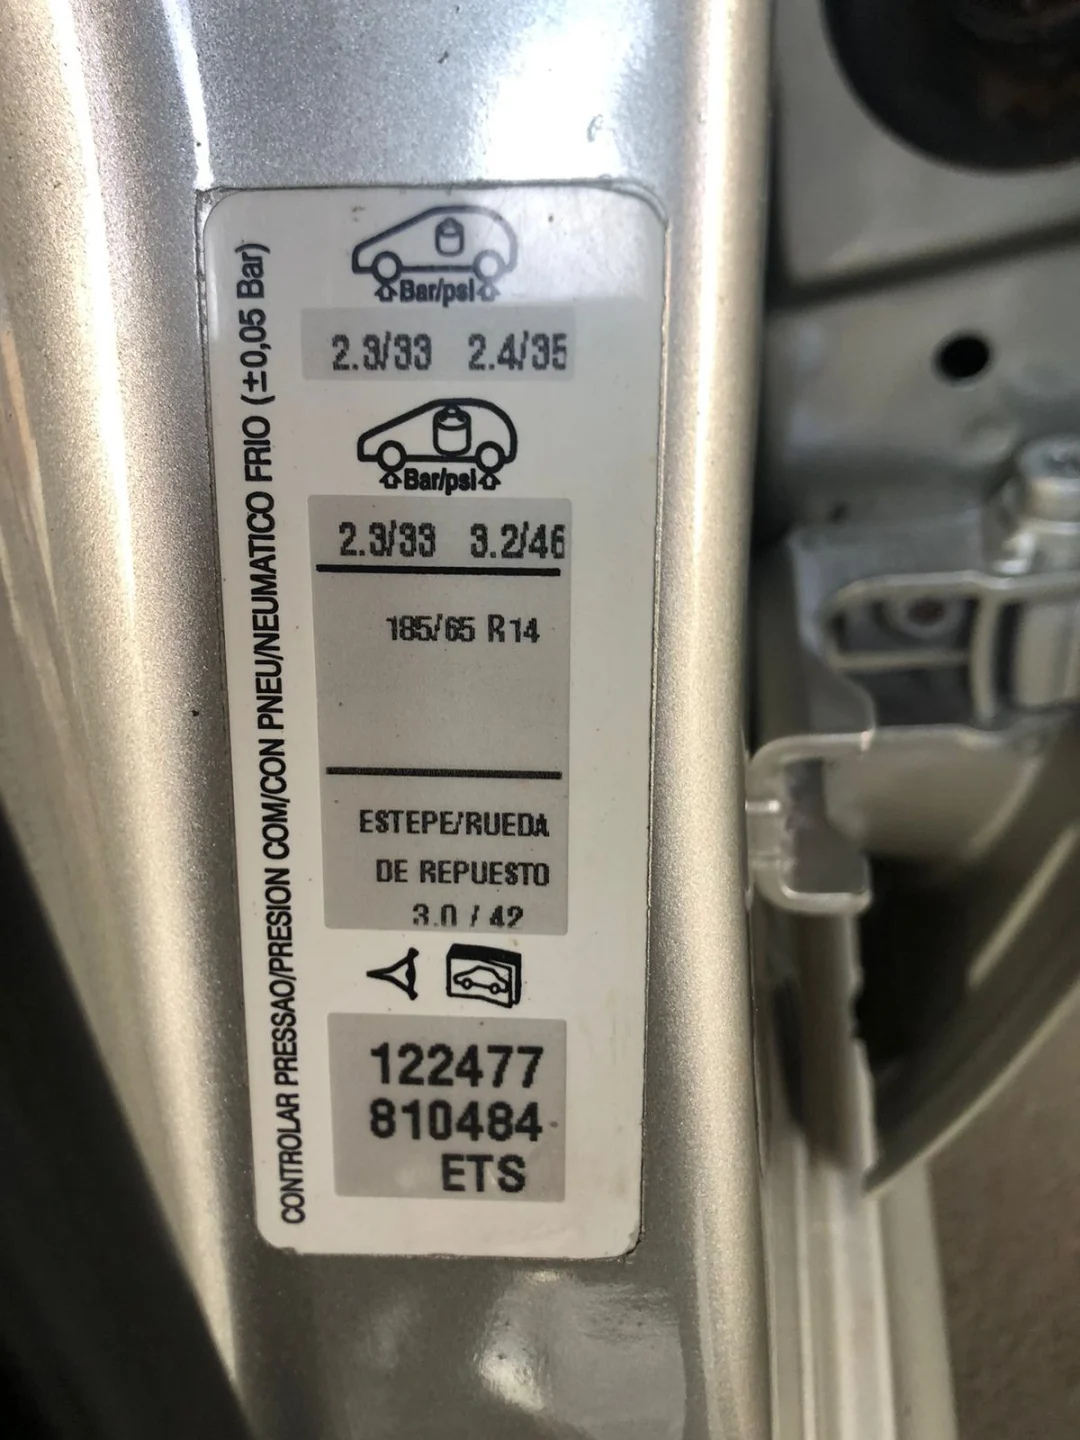 CONTROLAR PRESSAO/PRESION COM/CON PNEU/NEUMATICO FRIO (±0,05 Bar)
Bar/psi
2.3/33 2.4/35
Bar/psi
2.3/33 3.2/46
185/65 R14
ESTEPE/RUEDA
DE REPUESTO
3.0 / 42
122477
810484
ETS